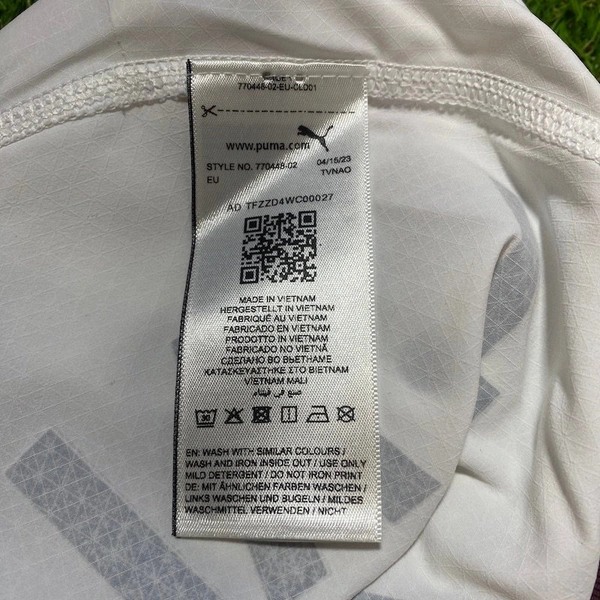 770448-02-EU-CL001
www.puma.com
STYLE NO. 770448-02 04/15/23
EU TVNAO
AO TFZZD4WC00027
MADE IN VIETNAM
HERGESTELLT IN VIETNAM
FABRIQUÉ AU VIETNAM
FABRICADO EN VIETNAM
PRODOTTO IN VIETNAM
FABRICADO NO VIETNÃ
СДЕЛАНО ВО ВЬЕТНАМЕ
ΚΑΤΑΣΚΕΥΑΣΤΗΚΕ ΣΤΟ ΒΙΕΤΝΑΜ
VIETNAM MALI
صنع في فيتنام
EN: WASH WITH SIMILAR COLOURS /
WASH AND IRON INSIDE OUT / USE ONLY
MILD DETERGENT / DO NOT IRON PRINT
DE: MIT ÄHNLICHEN FARBEN WASCHEN /
LINKS WASCHEN UND BÜGELN / MILDES
WASCHMITTEL VERWENDEN / NICHT